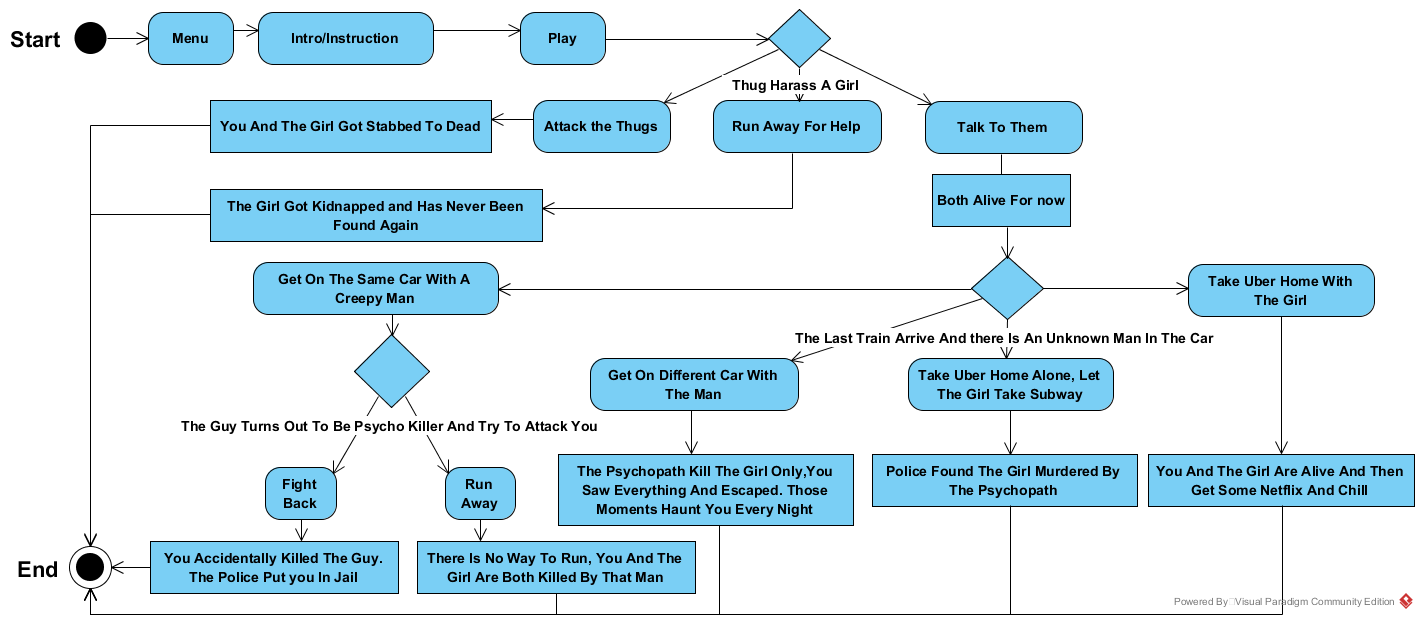 Start
Menu
Intro/Instruction
Play
Thug Harass A Girl
You And The Girl Got Stabbed To Dead
Attack the Thugs
Run Away For Help
Talk To Them
The Girl Got Kidnapped and Has Never Been
Found Again
Both Alive For now
Get On The Same Car With A
Creepy Man
Take Uber Home With
The Girl
The Last Train Arrive And there Is An Unknown Man In The Car
Get On Different Car With
The Man
Take Uber Home Alone, Let
The Girl Take Subway
The Guy Turns Out To Be Psycho Killer And Try To Attack You
Fight
Back
Run
Away
The Psychopath Kill The Girl Only,You
Saw Everything And Escaped. Those
Moments Haunt You Every Night
Police Found The Girl Murdered By
The Psychopath
You And The Girl Are Alive And Then
Get Some Netflix And Chill
End
You Accidentally Killed The Guy.
The Police Put you In Jail
There Is No Way To Run, You And The
Girl Are Both Killed By That Man
Powered By Visual Paradigm Community Edition